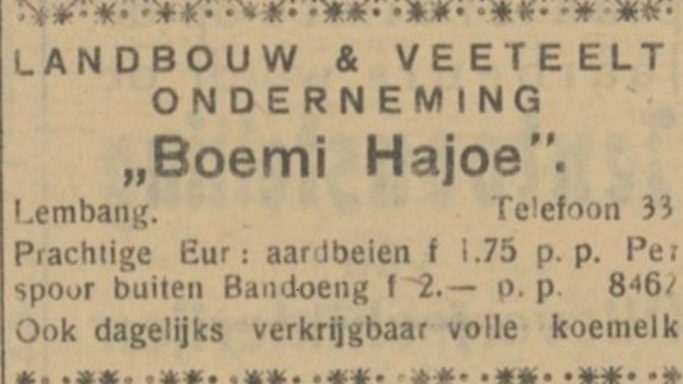 LANDBOUW & VEETEELT
ONDERNEMING
„Boemi Hajoe”.
Lembang. Telefoon 33
Prachtige Eur: aardbeien f 1.75 p. p. Per
spoor buiten Bandoeng f 2.— p. p. 8462
Ook dagelijks verkrijgbaar volle koemelk